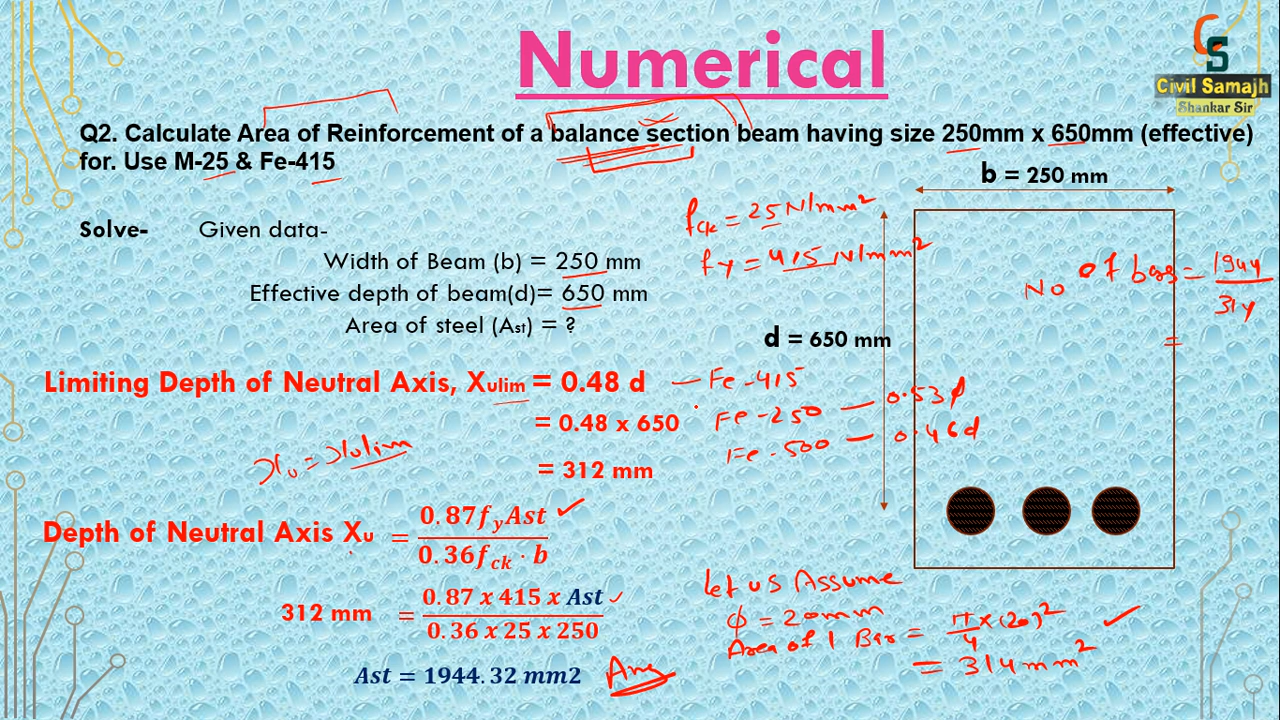 Numerical
CS
Civil Samajh
Shankar Sir
Q2. Calculate Area of Reinforcement of a balance section beam having size 250mm x 650mm (effective)
for. Use M-25 & Fe-415
b = 250 mm
Solve- Given data-
Width of Beam (b) = 250 mm
Effective depth of beam(d)= 650 mm
Area of steel (Ast) = ?
fck = 25 N/mm²
fy = 415 N/mm²
No of bars = 1944/314
=
d = 650 mm
Limiting Depth of Neutral Axis, Xulim = 0.48 d — Fe-415
= 0.48 x 650
Fe-250 — 0.53d
Fe-500 — 0.46d
xu = xulim
= 312 mm
Depth of Neutral Axis Xu = 0.87fyAst / 0.36fck · b
312 mm = 0.87 x 415 x Ast / 0.36 x 25 x 250
Ast = 1944.32 mm2 Ans
Let us Assume
ϕ = 20mm
Area of 1 Bar = π/4 x (20)²
= 314 mm²